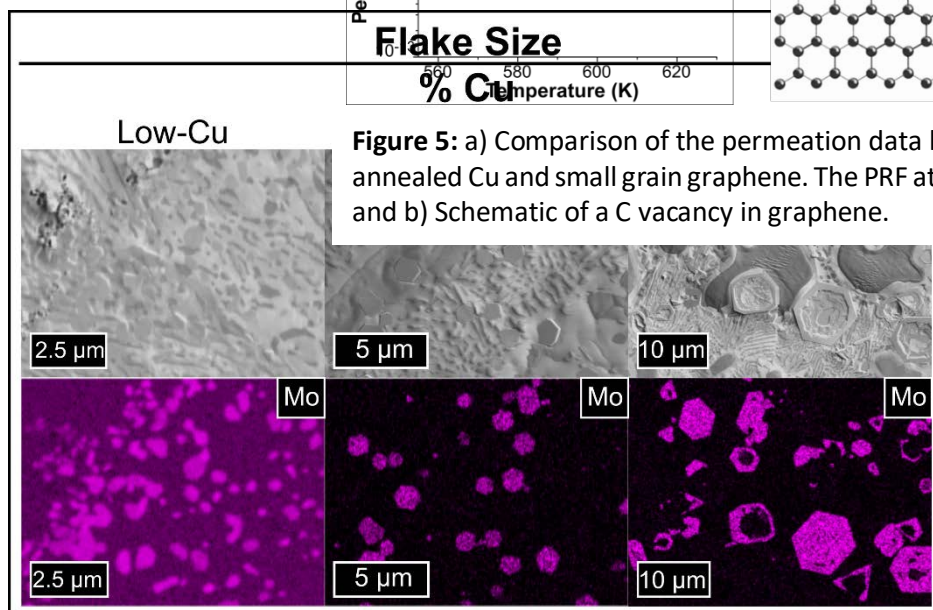 Flake Size
560 580 600 620
% Cu
Temperature (K)
Low-Cu
Figure 5: a) Comparison of the permeation data
annealed Cu and small grain graphene. The PRF at
and b) Schematic of a C vacancy in graphene.
2.5 µm 5 µm 10 µm
Mo Mo Mo
2.5 µm 5 µm 10 µm